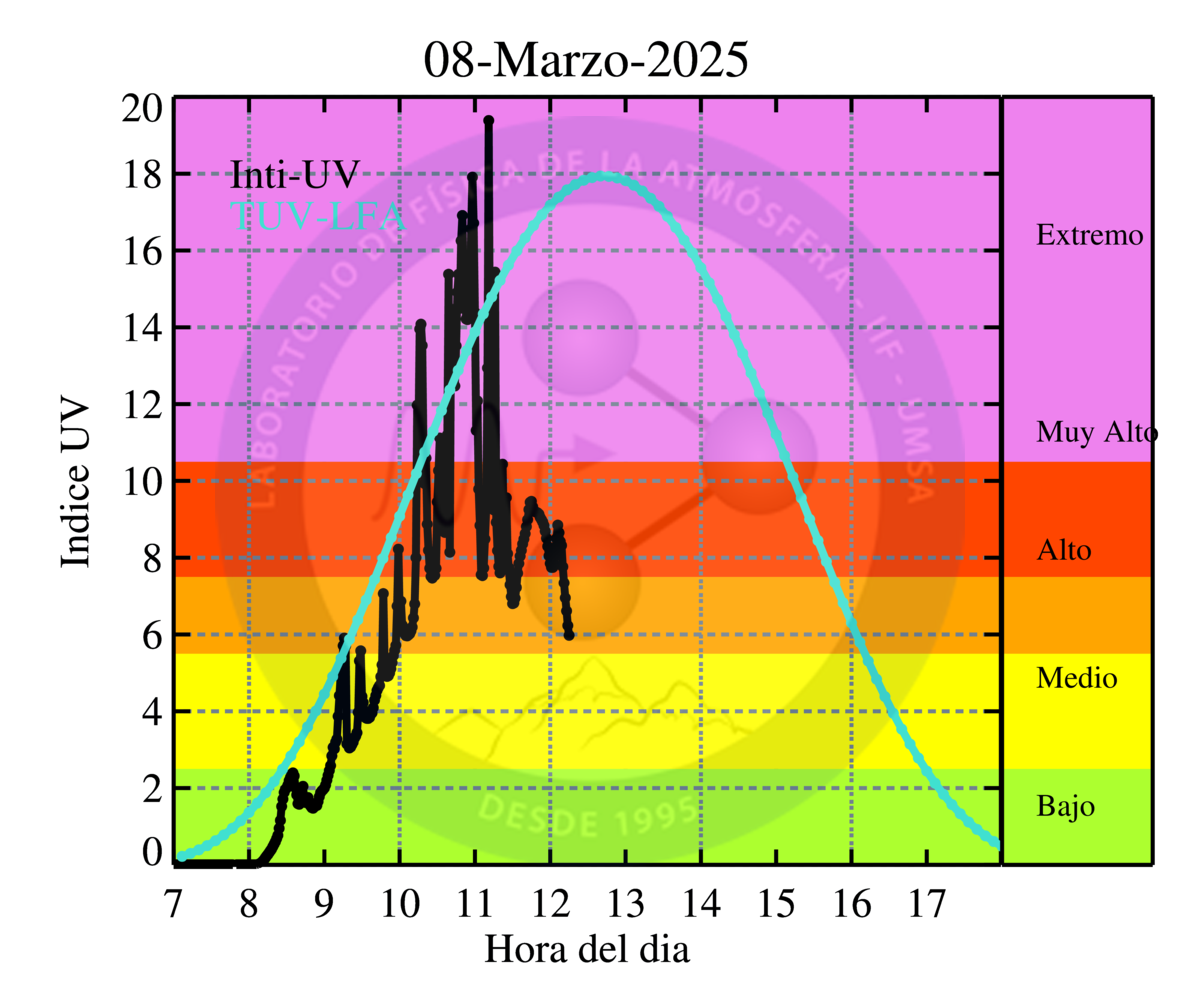 08-Marzo-2025
20
18
16
14
12
10
8
6
4
2
0
Indice UV
Inti-UV
TUV-LFA
LABORATORIO DE FÍSICA DE LA ATMÓSFERA - IIF - UMSA
DESDE 1995
Extremo
Muy Alto
Alto
Medio
Bajo
7 8 9 10 11 12 13 14 15 16 17
Hora del dia